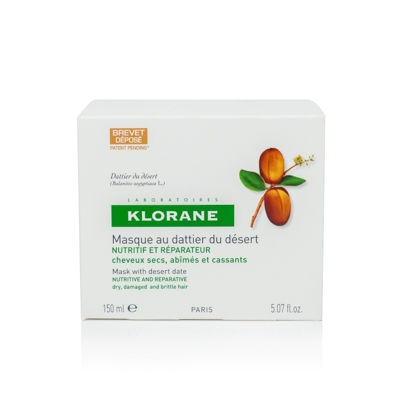 BREVET
DÉPOSÉ
PATENT PENDING*
Dattier du désert
(Balanites aegyptiaca L.)
LABORATOIRES
KLORANE
Masque au dattier du désert
NUTRITIF ET RÉPARATEUR
cheveux secs, abîmés et cassants
Mask with desert date
NUTRITIVE AND REPARATIVE
dry, damaged and brittle hair
150 ml ℮
PARIS
5.07 fl.oz.